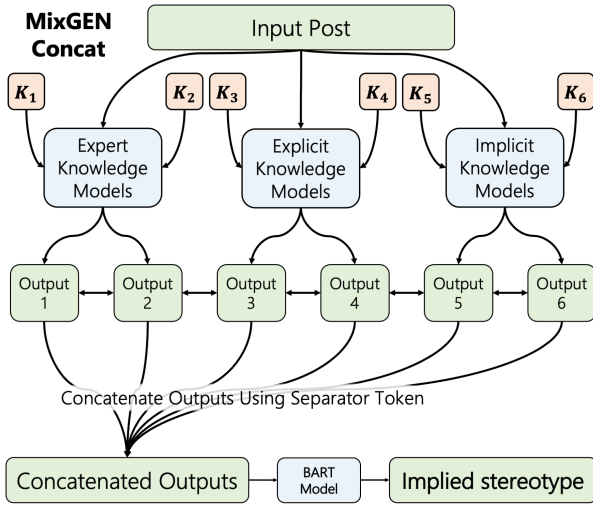 MixGEN
Concat
Input Post
K1
K2
K3
K4
K5
K6
Expert
Knowledge
Models
Explicit
Knowledge
Models
Implicit
Knowledge
Models
Output
1
Output
2
Output
3
Output
4
Output
5
Output
6
Concatenate Outputs Using Separator Token
Concatenated Outputs
BART
Model
Implied stereotype